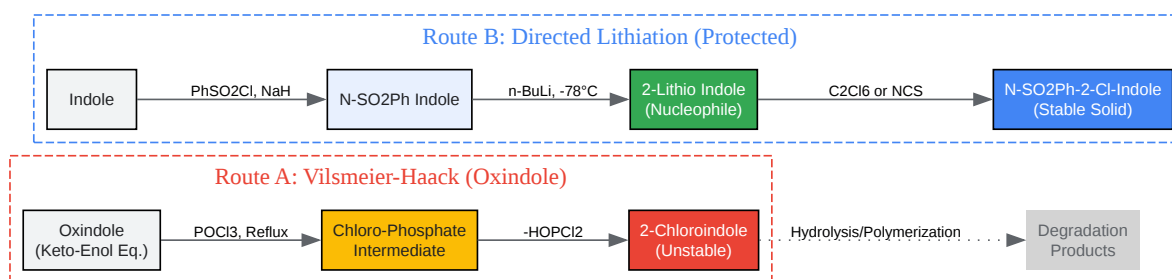 Route B: Directed Lithiation (Protected)
Indole
PhSO2Cl, NaH
N-SO2Ph Indole
n-BuLi, -78°C
2-Lithio Indole
(Nucleophile)
C2Cl6 or NCS
N-SO2Ph-2-Cl-Indole
(Stable Solid)
Route A: Vilsmeier-Haack (Oxindole)
Oxindole
(Keto-Enol Eq.)
POCl3, Reflux
Chloro-Phosphate
Intermediate
-HOPCl2
2-Chloroindole
(Unstable)
Hydrolysis/Polymerization
Degradation
Products